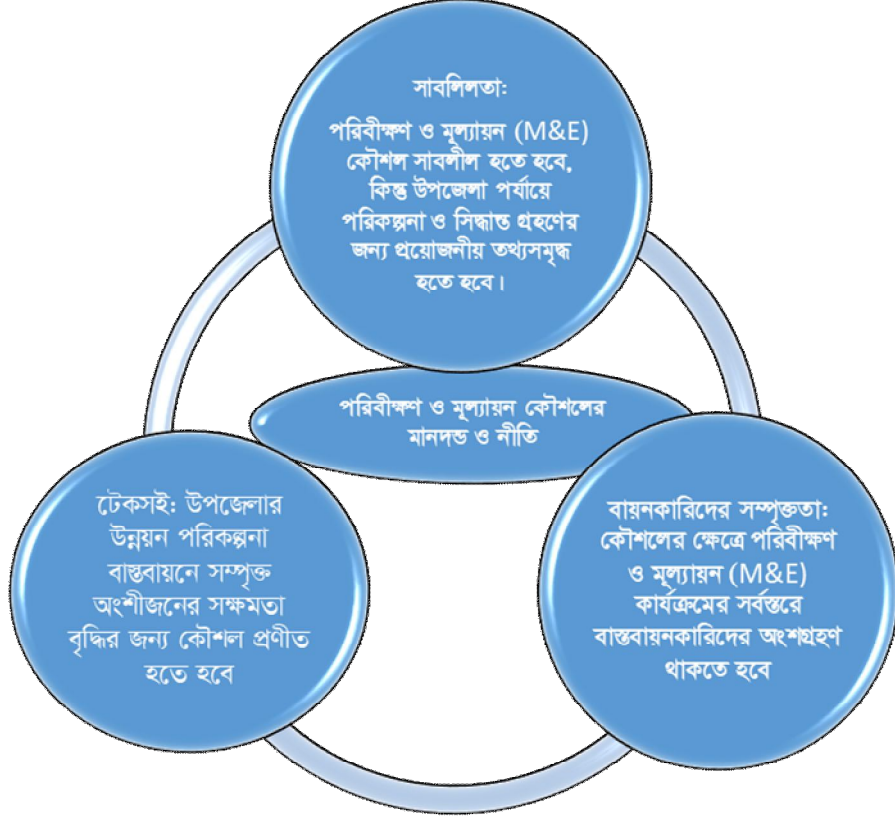 সাবলিলতা:
পরিবীক্ষণ ও মূল্যায়ন (M&E)
কৌশল সাবলীল হতে হবে,
কিন্তু উপজেলা পর্যায়ে
পরিকল্পনা ও সিদ্ধান্ত গ্রহণের
জন্য প্রয়োজনীয় তথ্যসমৃদ্ধ
হতে হবে।
পরিবীক্ষণ ও মূল্যায়ন কৌশলের
মানদন্ড ও নীতি
টেকসই: উপজেলার
উন্নয়ন পরিকল্পনা
বাস্তবায়নে সম্পৃক্ত
অংশীজনের সক্ষমতা
বৃদ্ধির জন্য কৌশল প্রণীত
হতে হবে
বায়নকারিদের সম্পৃক্ততা:
কৌশলের ক্ষেত্রে পরিবীক্ষণ
ও মূল্যায়ন (M&E)
কার্যক্রমের সর্বস্তরে
বাস্তবায়নকারিদের অংশগ্রহণ
থাকতে হবে